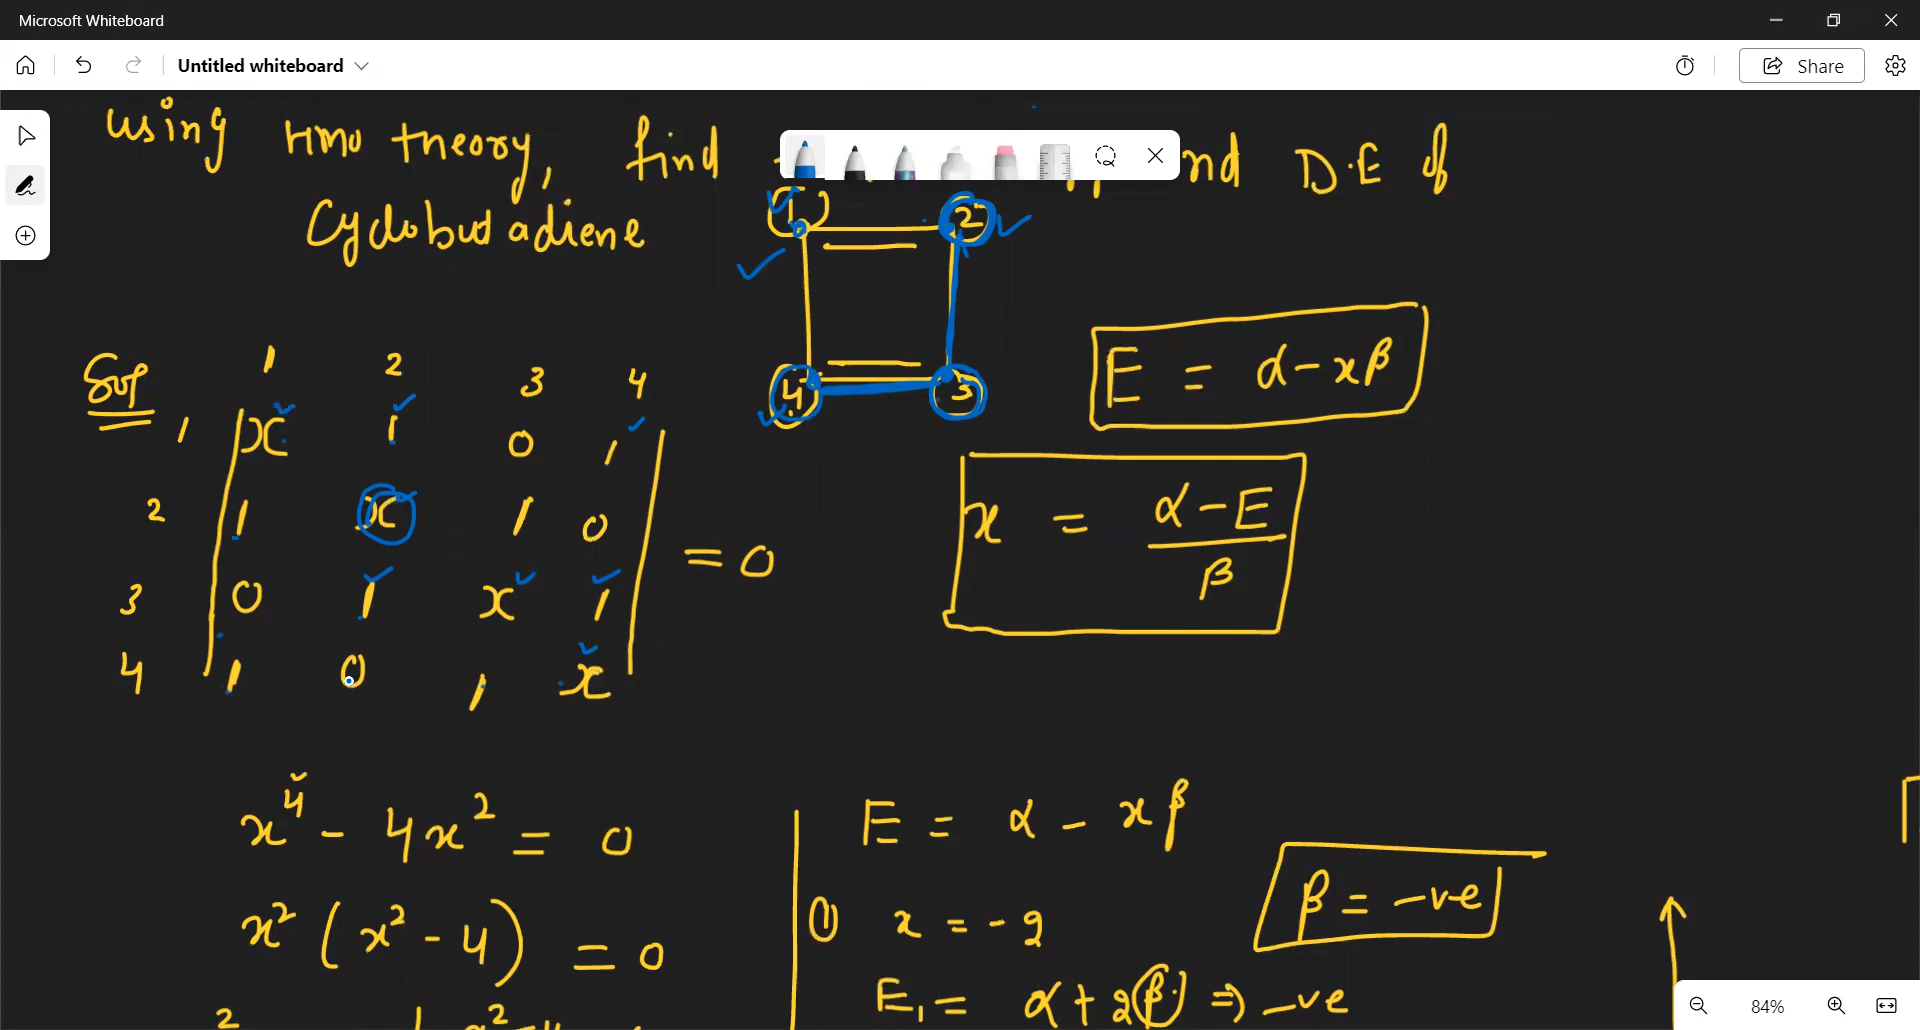 Microsoft Whiteboard
Untitled whiteboard
Share
using HMO theory, find nd D.E of
Cyclobutadiene
1 2
4 3
Sol
1 2 3 4
1 x 1 0 1
2 1 x 1 0
3 0 1 x 1 = 0
4 1 0 1 x
E = α - xβ
x = α - E / β
x⁴ - 4x² = 0
x² (x² - 4) = 0
E = α - xβ
① x = - 2
β = -ve
E₁ = α + 2(β) ⇒ -ve
84%